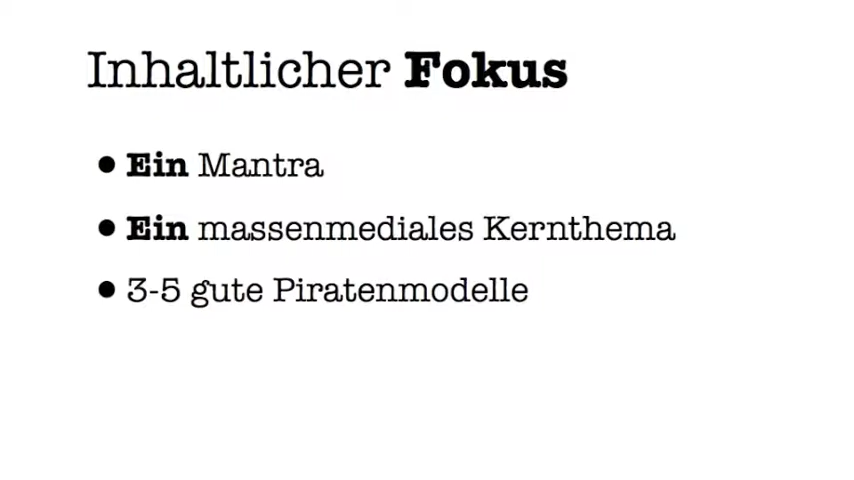 Inhaltlicher Fokus
• Ein Mantra
• Ein massenmediales Kernthema
• 3-5 gute Piratenmodelle